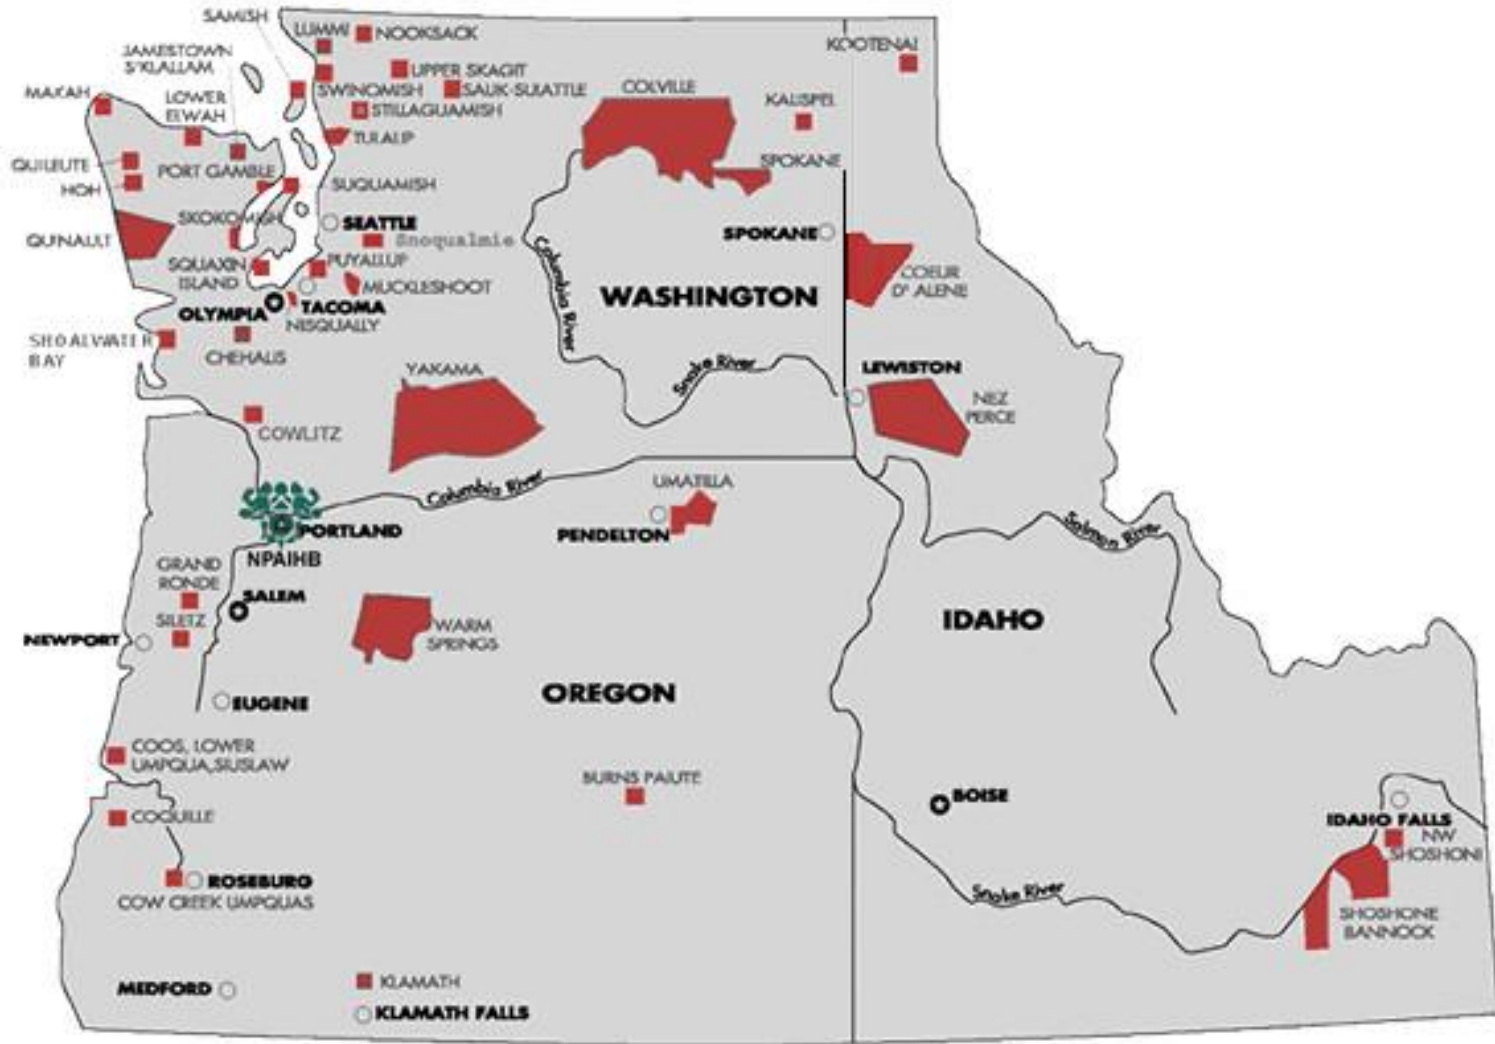 SAMISH
LUMMI
NOOKSACK
KOOTENAI
JAMESTOWN
S'KLALLAM
UPPER SKAGIT
MAKAH
LOWER
ELWAH
SWINOMISH
SAUK-SUIATTLE
COLVILLE
KALISPEL
STILLAGUAMISH
TULALIP
QUILEUTE
PORT GAMBLE
SPOKANE
HOH
SUQUAMISH
SKOKOMISH
SEATTLE
SPOKANE
QUINAULT
Snoqualmie
SQUAXIN
ISLAND
PUYALLUP
MUCKLESHOOT
Columbia River
WASHINGTON
COEUR
D' ALENE
OLYMPIA
TACOMA
NISQUALLY
SHOALWATER
BAY
CHEHALIS
YAKAMA
Snake River
LEWISTON
NEZ
PERCE
COWLITZ
Columbia River
UMATILLA
PORTLAND
NPAIHB
PENDELTON
Salmon River
GRAND
RONDE
SALEM
SILETZ
NEWPORT
WARM
SPRINGS
IDAHO
EUGENE
OREGON
COOS, LOWER
UMPQUA,SIUSLAW
BURNS PAIUTE
BOISE
COQUILLE
IDAHO FALLS
NW
SHOSHONI
ROSEBURG
COW CREEK UMPQUAS
Snake River
SHOSHONE
BANNOCK
KLAMATH
MEDFORD
KLAMATH FALLS